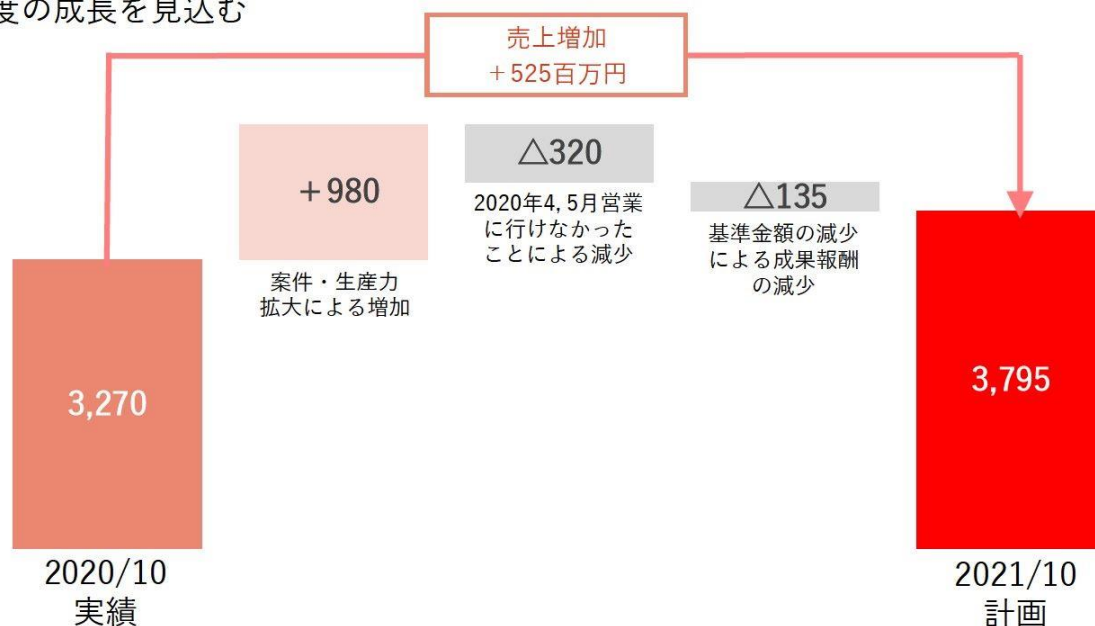 度の成長を見込む
売上増加
＋525百万円
＋980
案件・生産力
拡大による増加
△320
2020年4, 5月営業
に行けなかった
ことによる減少
△135
基準金額の減少
による成果報酬
の減少
3,270
3,795
2020/10
実績
2021/10
計画